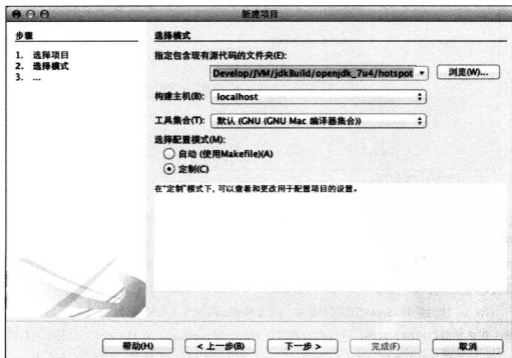 新建项目
步骤
1. 选择项目
2. 选择模式
3. ...
选择模式
指定包含现有源代码的文件夹(E):
Develop/JVM/jdkBuild/openjdk_7u4/hotspot
浏览(W)...
构建主机(B): localhost
工具集合(T): 默认 (GNU (GNU Mac 编译器集合))
选择配置模式(M):
自动 (使用Makefile)(A)
定制(C)
在"定制"模式下，可以查看和更改用于配置项目的设置。
帮助(H) < 上一步(B) 下一步 > 完成(F) 取消